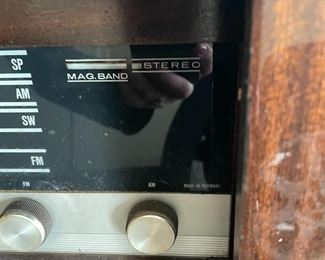 SP
STEREO
MAG.BAND
AM
SW
FM
FM AM MADE IN GERMANY